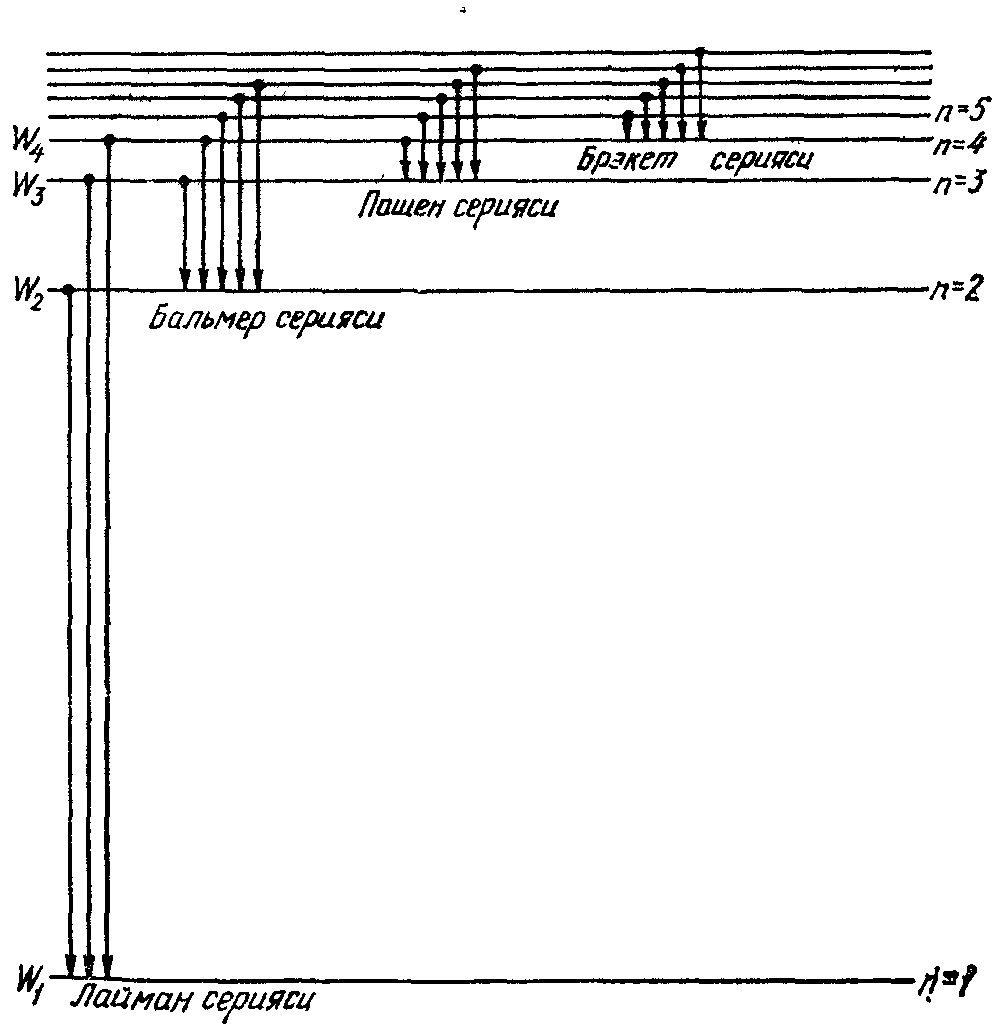 n=5
W₄ n=4
Брэкет серияси
W₃ n=3
Пашен серияси
W₂ n=2
Бальмер серияси
W₁ n=1
Лайман серияси